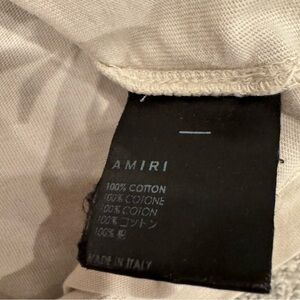 AMIRI
100% COTTON
100% COTONE
100% COTON
100% コットン
100% 棉
MADE IN ITALY